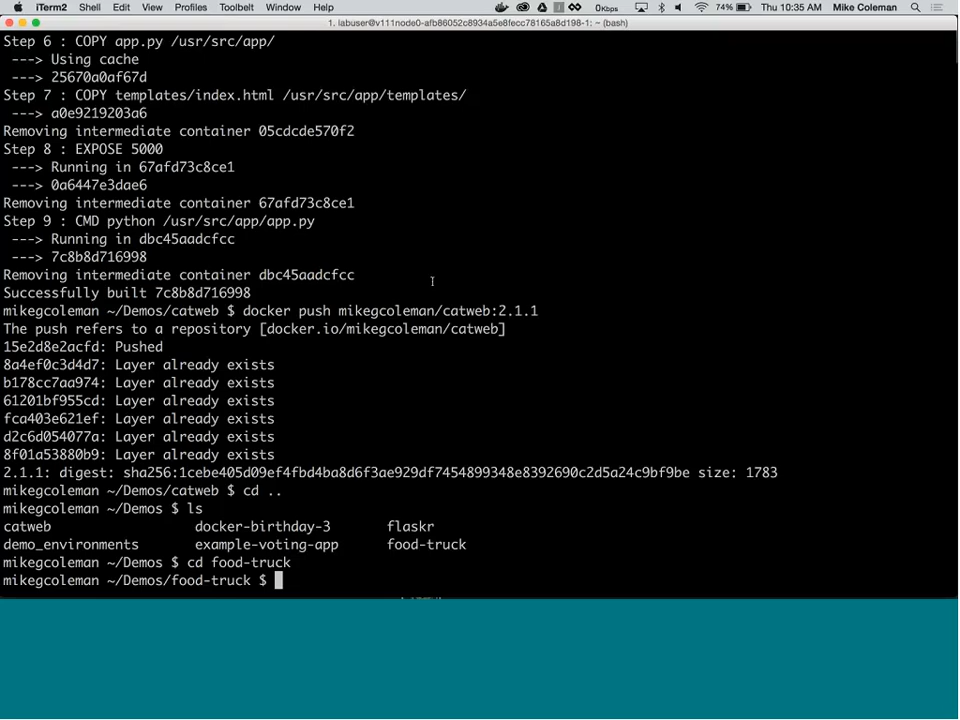 iTerm2 Shell Edit View Profiles Toolbelt Window Help 0Kbps 74% Thu 10:35 AM Mike Coleman
1. labuser@v111node0-afb86052c8934a5e8fecc78165a8d198-1: ~ (bash)
Step 6 : COPY app.py /usr/src/app/
---> Using cache
---> 25670a0af67d
Step 7 : COPY templates/index.html /usr/src/app/templates/
---> a0e9219203a6
Removing intermediate container 05cdcde570f2
Step 8 : EXPOSE 5000
---> Running in 67afd73c8ce1
---> 0a6447e3dae6
Removing intermediate container 67afd73c8ce1
Step 9 : CMD python /usr/src/app/app.py
---> Running in dbc45aadcfcc
---> 7c8b8d716998
Removing intermediate container dbc45aadcfcc
Successfully built 7c8b8d716998
mikegcoleman ~/Demos/catweb $ docker push mikegcoleman/catweb:2.1.1
The push refers to a repository [docker.io/mikegcoleman/catweb]
15e2d8e2acfd: Pushed
8a4ef0c3d4d7: Layer already exists
b178cc7aa974: Layer already exists
61201bf955cd: Layer already exists
fca403e621ef: Layer already exists
d2c6d054077a: Layer already exists
8f01a53880b9: Layer already exists
2.1.1: digest: sha256:1cebe405d09ef4fbd4ba8d6f3ae929df7454899348e8392690c2d5a24c9bf9be size: 1783
mikegcoleman ~/Demos/catweb $ cd ..
mikegcoleman ~/Demos $ ls
catweb docker-birthday-3 flaskr
demo_environments example-voting-app food-truck
mikegcoleman ~/Demos $ cd food-truck
mikegcoleman ~/Demos/food-truck $